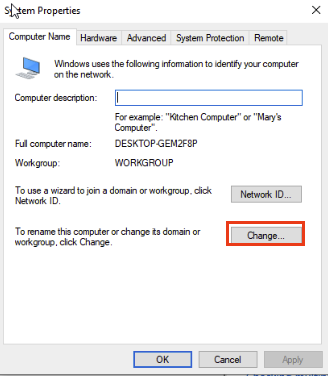 System Properties
Computer Name Hardware Advanced System Protection Remote
Windows uses the following information to identify your computer
on the network.
Computer description:
For example: "Kitchen Computer" or "Mary's
Computer".
Full computer name: DESKTOP-GEM2F8P
Workgroup: WORKGROUP
To use a wizard to join a domain or workgroup, click
Network ID.
Network ID...
To rename this computer or change its domain or
workgroup, click Change.
Change...
OK Cancel Apply